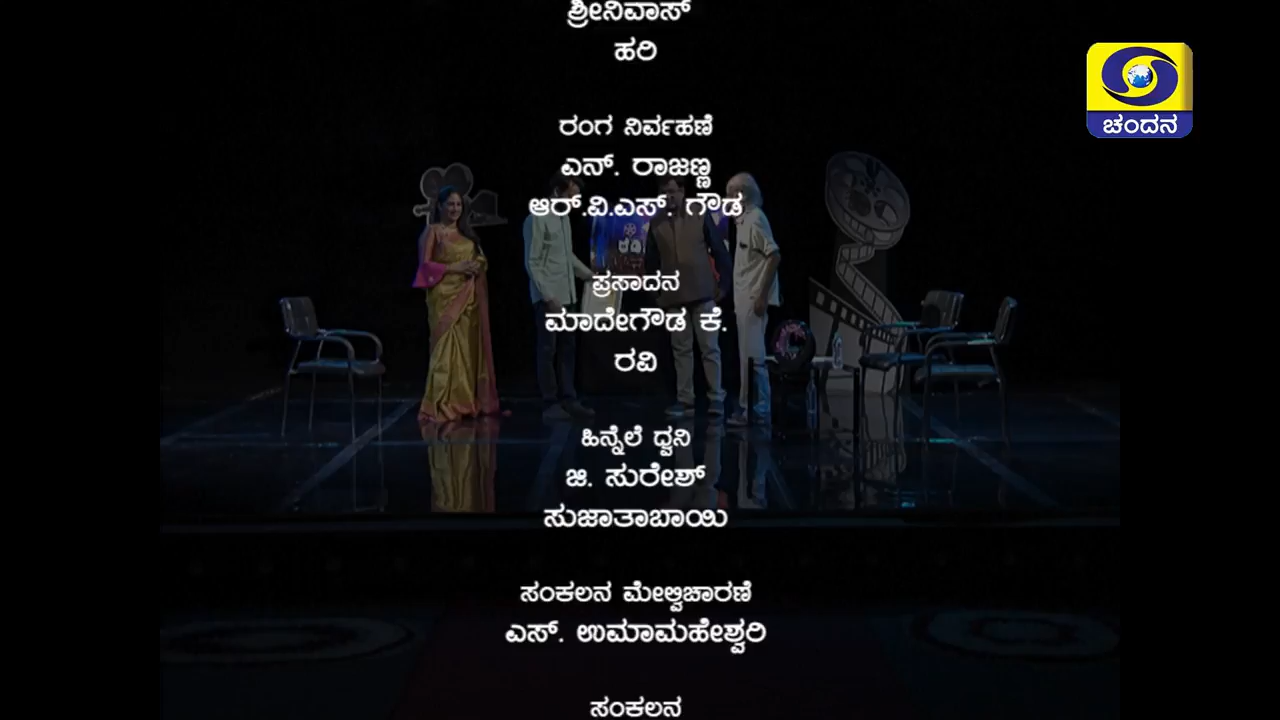 ಶ್ರೀನಿವಾಸ್
ಹರಿ
ರಂಗ ನಿರ್ವಹಣೆ
ಎನ್. ರಾಜಣ್ಣ
ಆರ್.ವಿ.ಎಸ್. ಗೌಡ
ಪ್ರಸಾದನ
ಮಾದೇಗೌಡ ಕೆ.
ರವಿ
ಹಿನ್ನೆಲೆ ಧ್ವನಿ
ಜಿ. ಸುರೇಶ್
ಸುಜಾತಾಬಾಯಿ
ಸಂಕಲನ ಮೇಲ್ವಿಚಾರಣೆ
ಎಸ್. ಉಮಾಮಹೇಶ್ವರಿ
ಸಂಕಲನ
ಚಂದನ